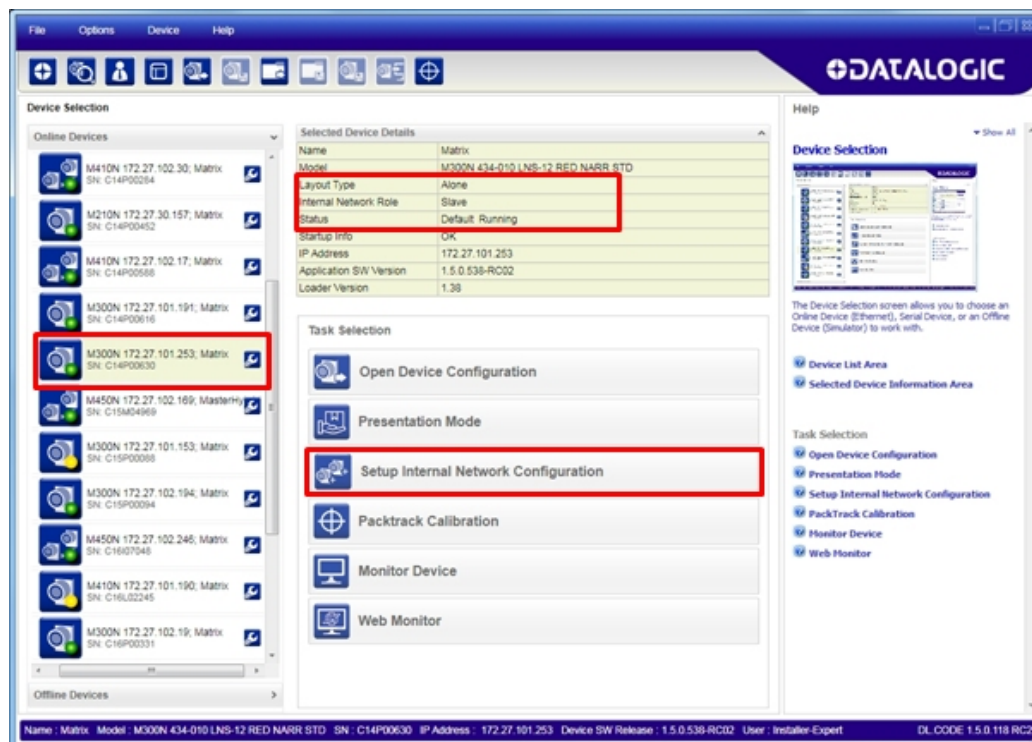 File Options Device Help
DATALOGIC
Device Selection
Online Devices
M410N 172.27.102.30; Matrix
SN: C14P00284
M210N 172.27.30.157; Matrix
SN: C14P00452
M410N 172.27.102.17; Matrix
SN: C14P00588
M300N 172.27.101.191; Matrix
SN: C14P00616
M300N 172.27.101.253; Matrix
SN: C14P00630
M450N 172.27.102.169; MasterHy
SN: C15M04969
M300N 172.27.101.153; Matrix
SN: C15P00088
M300N 172.27.102.194; Matrix
SN: C15P00094
M450N 172.27.102.246; Matrix
SN: C16I07048
M410N 172.27.101.190; Matrix
SN: C16L02245
M300N 172.27.102.19; Matrix
SN: C16P00331
Offline Devices
Selected Device Details
Name Matrix
Model M300N 434-010 LNS-12 RED NARR STD
Layout Type Alone
Internal Network Role Slave
Status Default Running
Startup Info OK
IP Address 172.27.101.253
Application SW Version 1.5.0.538-RC02
Loader Version 1.38
Task Selection
Open Device Configuration
Presentation Mode
Setup Internal Network Configuration
Packtrack Calibration
Monitor Device
Web Monitor
Help
Show All
Device Selection
The Device Selection screen allows you to choose an
Online Device (Ethernet), Serial Device, or an Offline
Device (Simulator) to work with.
Device List Area
Selected Device Information Area
Task Selection
Open Device Configuration
Presentation Mode
Setup Internal Network Configuration
PackTrack Calibration
Monitor Device
Web Monitor
Name : Matrix Model : M300N 434-010 LNS-12 RED NARR STD SN : C14P00630 IP Address : 172.27.101.253 Device SW Release : 1.5.0.538-RC02 User : Installer-Expert DL.CODE 1.5.0.118 RC02